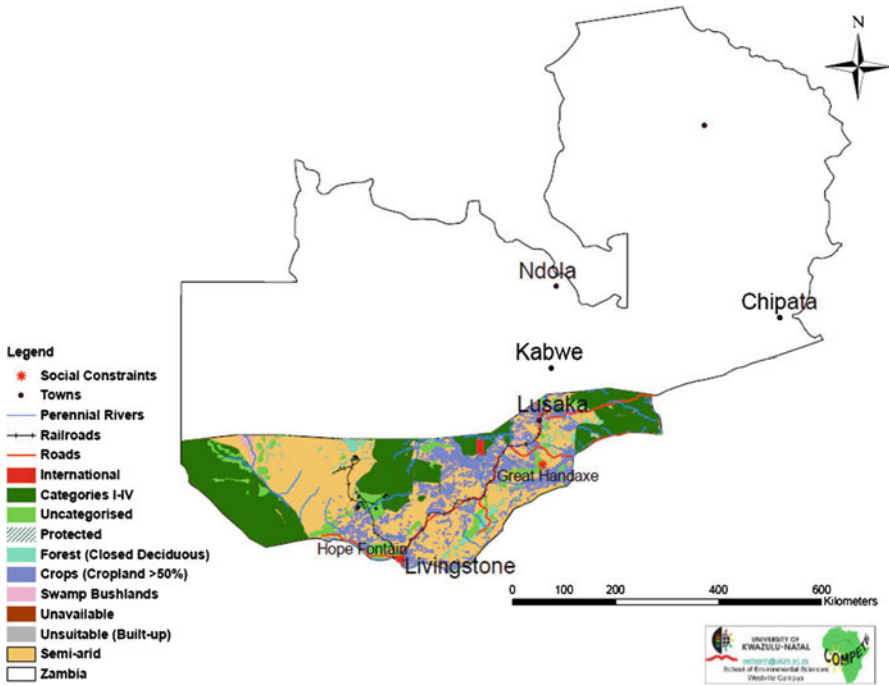 N
Ndola
Chipata
Kabwe
Lusaka
Great Handaxe
Hope Fontain
Livingstone
Legend
Social Constraints
Towns
Perennial Rivers
Railroads
Roads
International
Categories I-IV
Uncategorised
Protected
Forest (Closed Deciduous)
Crops (Cropland >50%)
Swamp Bushlands
Unavailable
Unsuitable (Built-up)
Semi-arid
Zambia
0 100 200 400 600
Kilometers
UNIVERSITY OF
KWAZULU-NATAL
School of Environmental Sciences
Westville Campus
COMPETE